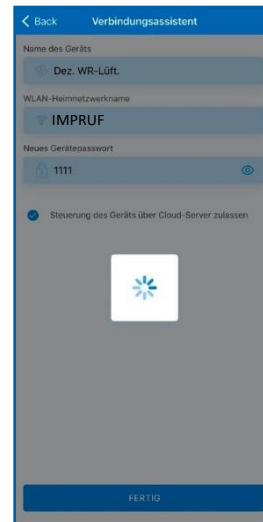 Back Verbindungsassistent
Name des Geräts
Dez. WR-Lüft.
WLAN-Heimnetzwerkname
IMPRUF
Neues Gerätepasswort
1111
Steuerung des Geräts über Cloud-Server zulassen
FERTIG